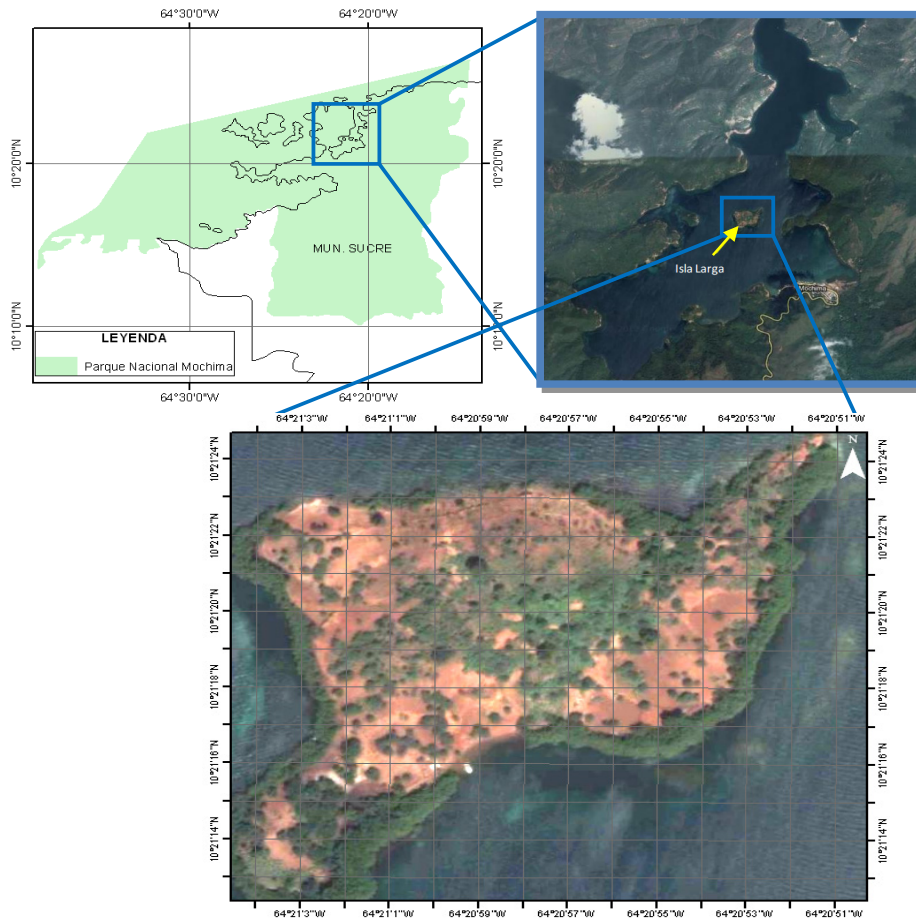 64°30'0"W 64°20'0"W
10°20'0"N
10°20'0"N
MUN. SUCRE
10°10'0"N
10°10'0"N
LEYENDA
Parque Nacional Mochima
64°30'0"W 64°20'0"W
Isla Larga
Mochima
64°21'3"W 64°21'1"W 64°20'59"W 64°20'57"W 64°20'55"W 64°20'53"W 64°20'51"W
N
10°21'24"N 10°21'24"N
10°21'22"N 10°21'22"N
10°21'20"N 10°21'20"N
10°21'18"N 10°21'18"N
10°21'16"N 10°21'16"N
10°21'14"N 10°21'14"N
64°21'3"W 64°21'1"W 64°20'59"W 64°20'57"W 64°20'55"W 64°20'53"W 64°20'51"W